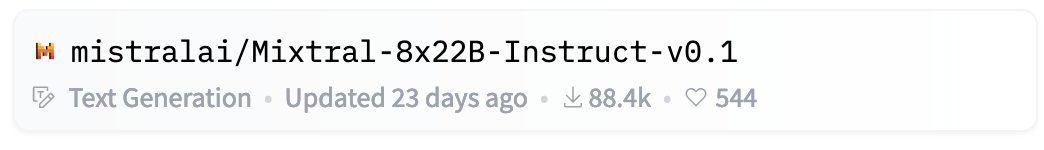 mistralai/Mixtral-8x22B-Instruct-v0.1
Text Generation • Updated 23 days ago • 88.4k • 544